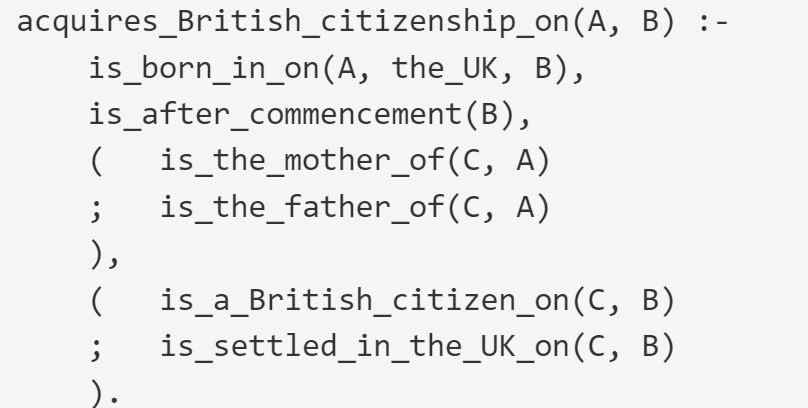 acquires_British_citizenship_on(A, B) :-
    is_born_in_on(A, the_UK, B),
    is_after_commencement(B),
    (   is_the_mother_of(C, A)
    ;   is_the_father_of(C, A)
    ),
    (   is_a_British_citizen_on(C, B)
    ;   is_settled_in_the_UK_on(C, B)
    ).